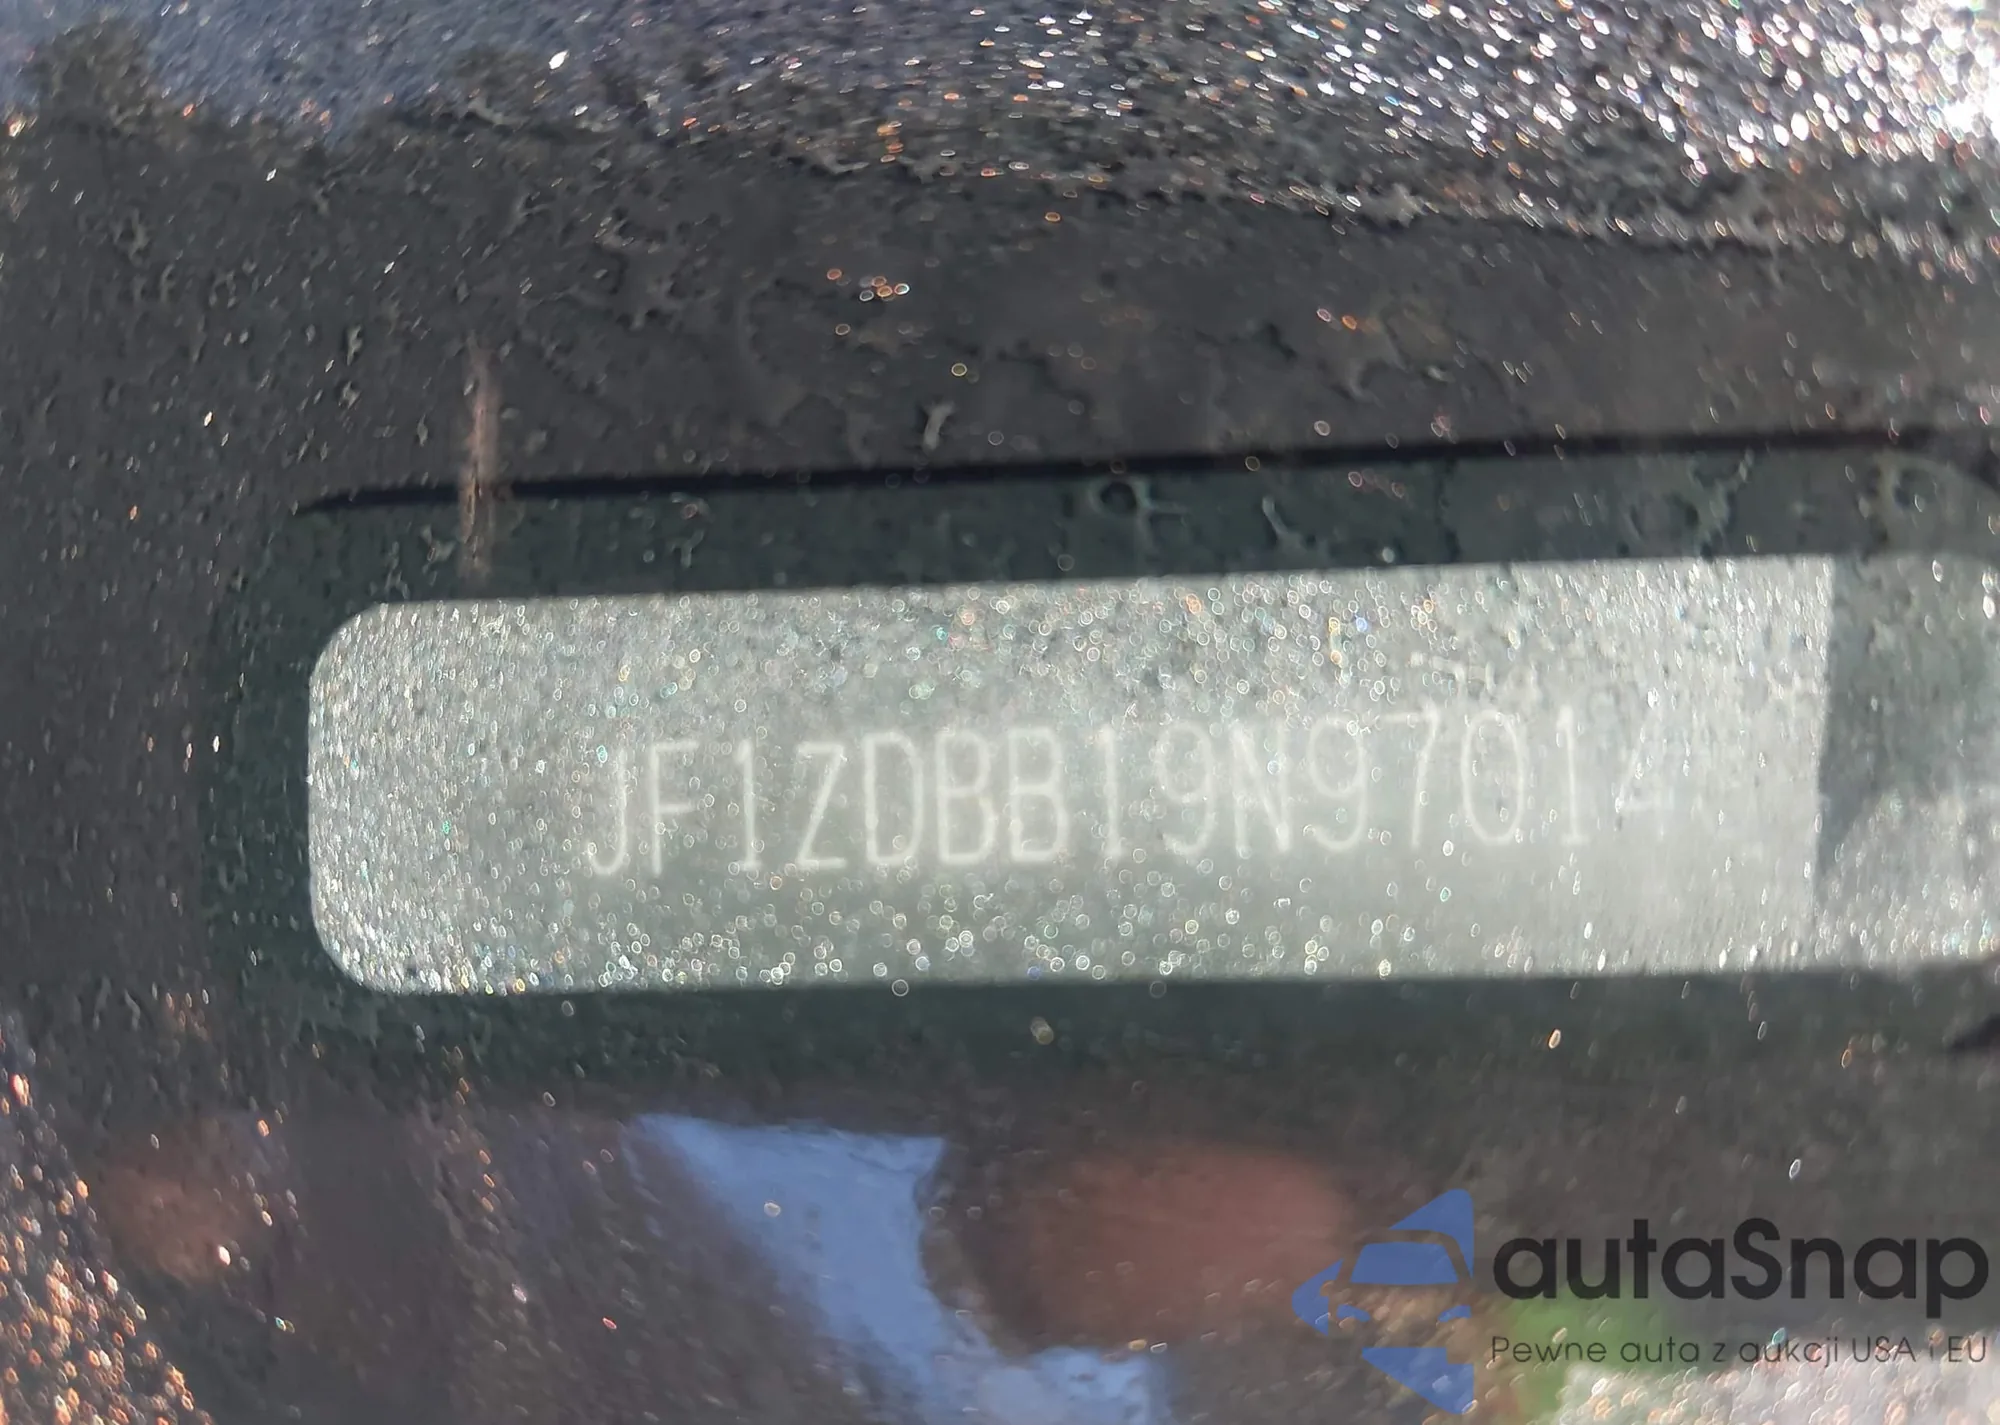 JF1ZDBB19N97014
autaSnap
Pewne auta z aukcji USA i EU